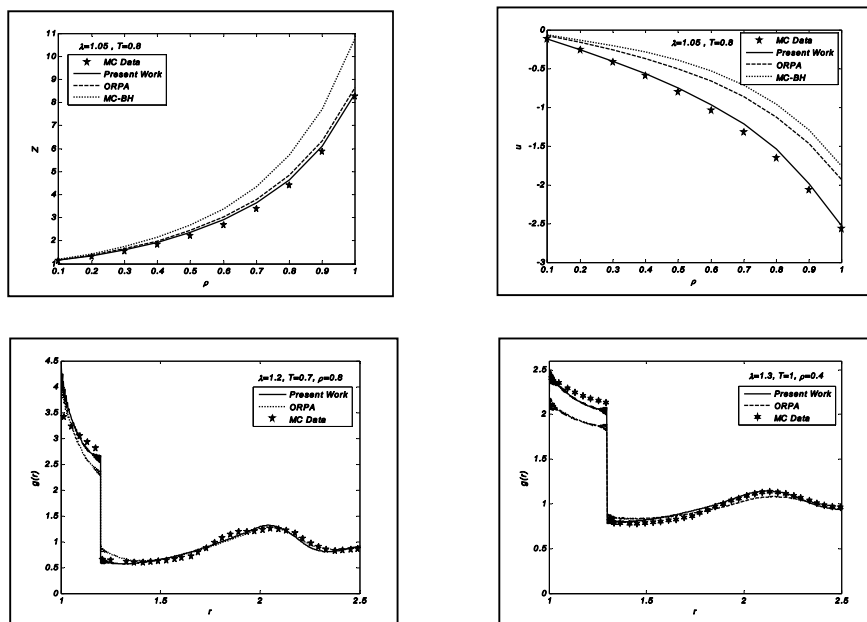 λ=1.05 , T=0.8
MC Data
Present Work
ORPA
MC-BH
11
10
9
8
7
6
5
4
3
2
1
Z
0.1 0.2 0.3 0.4 0.5 0.6 0.7 0.8 0.9 1
ρ
λ=1.05 , T=0.8
MC Data
Present Work
ORPA
MC-BH
0
-0.5
-1
-1.5
-2
-2.5
-3
u
0.1 0.2 0.3 0.4 0.5 0.6 0.7 0.8 0.9 1
ρ
λ=1.2, T=0.7, ρ=0.8
Present Work
ORPA
MC Data
4.5
4
3.5
3
2.5
2
1.5
1
0.5
0
g(r)
1 1.5 2 2.5
r
λ=1.3, T=1, ρ=0.4
Present Work
ORPA
MC Data
2.5
2
1.5
1
0.5
0
g(r)
1 1.5 2 2.5
r